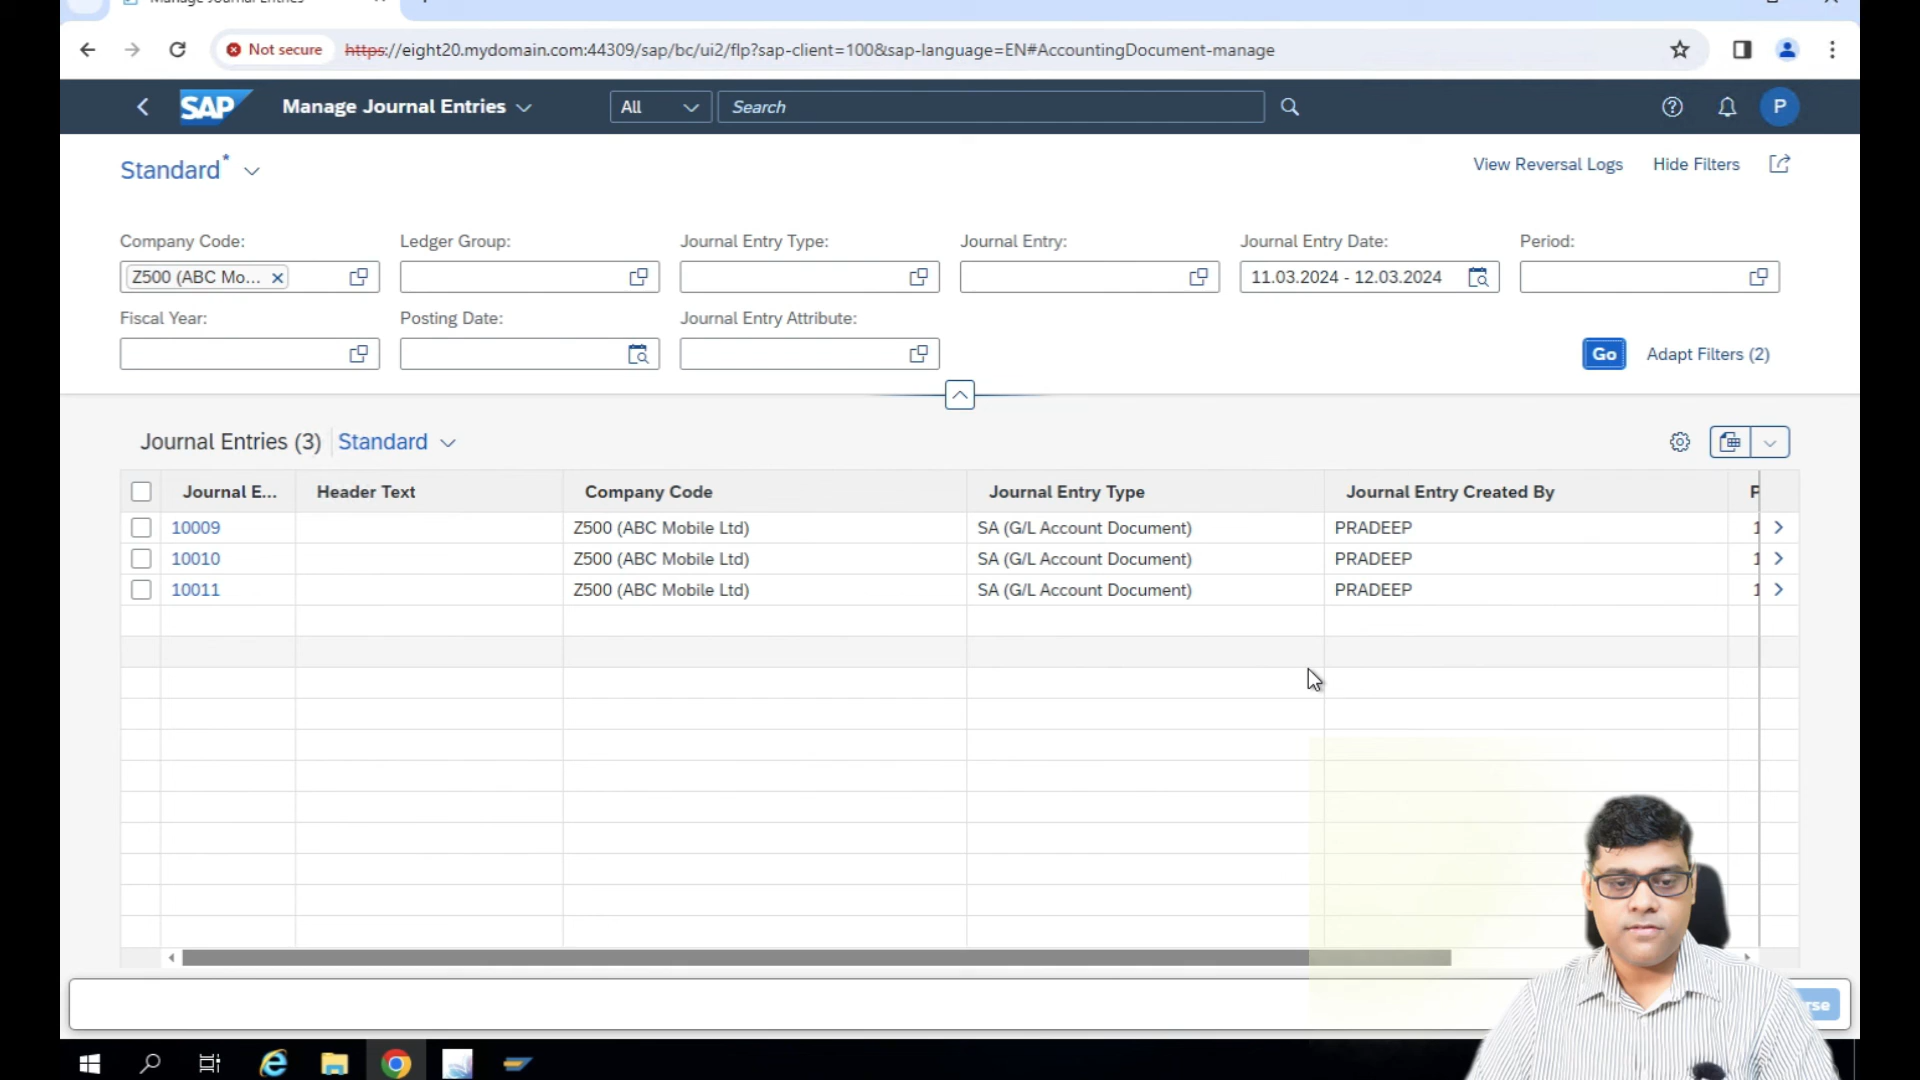 Not secure https://eight20.mydomain.com:44309/sap/bc/ui2/flp?sap-client=100&sap-language=EN#AccountingDocument-manage
SAP Manage Journal Entries All Search P
Standard* View Reversal Logs Hide Filters
Company Code: Ledger Group: Journal Entry Type: Journal Entry: Journal Entry Date: Period:
Z500 (ABC Mo... 11.03.2024 - 12.03.2024
Fiscal Year: Posting Date: Journal Entry Attribute:
Go Adapt Filters (2)
Journal Entries (3) Standard
Journal E... Header Text Company Code Journal Entry Type Journal Entry Created By
10009 Z500 (ABC Mobile Ltd) SA (G/L Account Document) PRADEEP
10010 Z500 (ABC Mobile Ltd) SA (G/L Account Document) PRADEEP
10011 Z500 (ABC Mobile Ltd) SA (G/L Account Document) PRADEEP